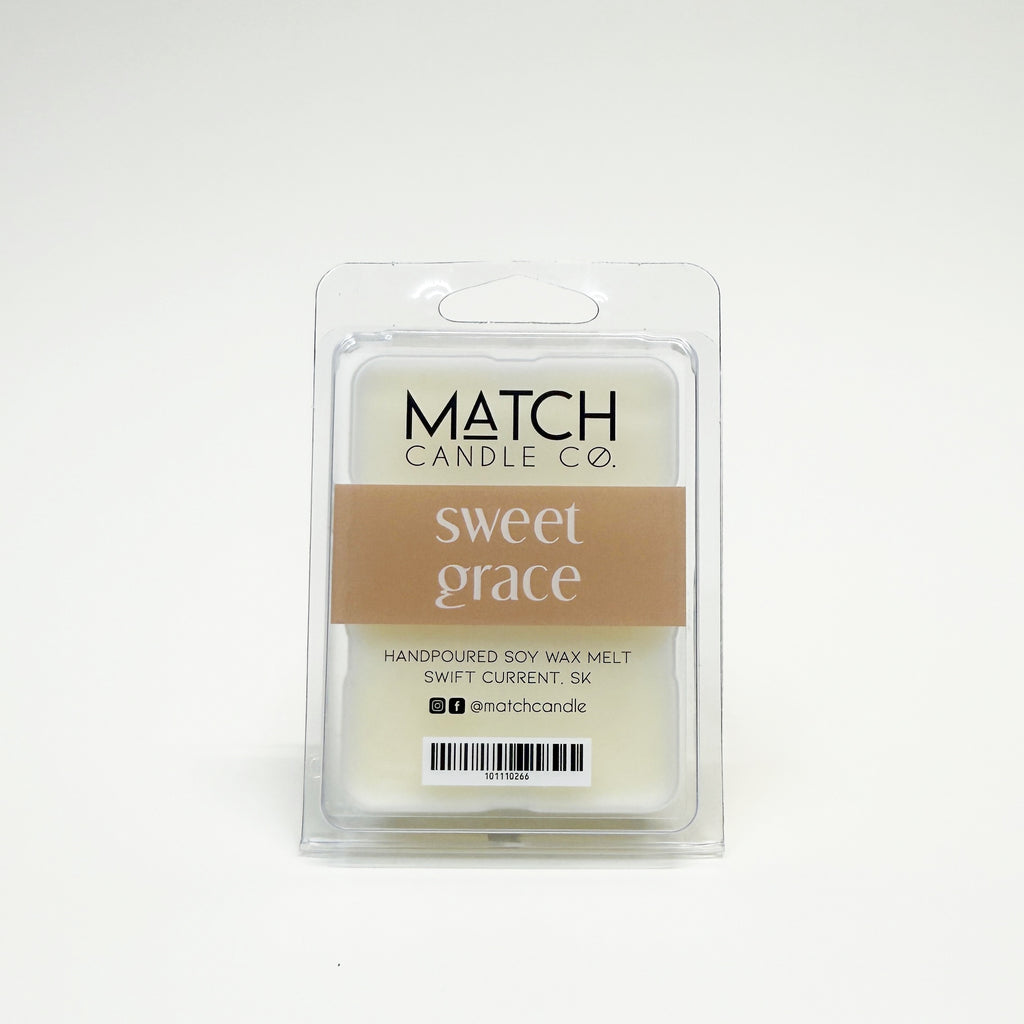 MATCH
CANDLE CO.
sweet
grace
HANDPOURED SOY WAX MELT
SWIFT CURRENT, SK
@matchcandle
101110266